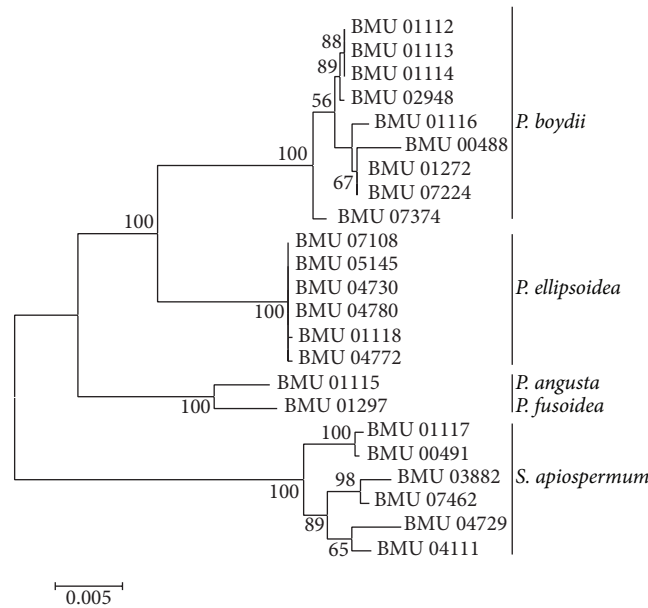 BMU 01112
88
BMU 01113
89
BMU 01114
BMU 02948
56
BMU 01116
P. boydii
BMU 00488
100
BMU 01272
67
BMU 07224
BMU 07374
100
BMU 07108
BMU 05145
BMU 04730
P. ellipsoidea
100
BMU 04780
BMU 01118
BMU 04772
BMU 01115
P. angusta
100
BMU 01297
P. fusoidea
100
BMU 01117
BMU 00491
98
BMU 03882
S. apiospermum
100
BMU 07462
89
BMU 04729
65
BMU 04111
0.005